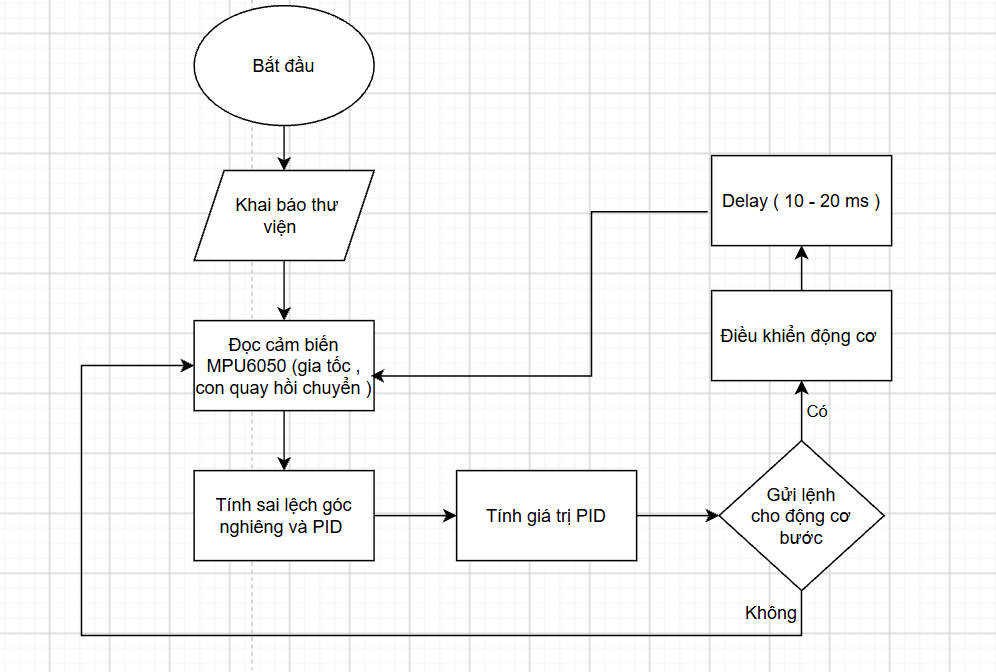 Bắt đầu
Khai báo thư
viện
Đọc cảm biến
MPU6050 (gia tốc ,
con quay hồi chuyển )
Tính sai lệch góc
nghiêng và PID
Tính giá trị PID
Gửi lệnh
cho động cơ
bước
Có
Điều khiển động cơ
Delay ( 10 - 20 ms )
Không